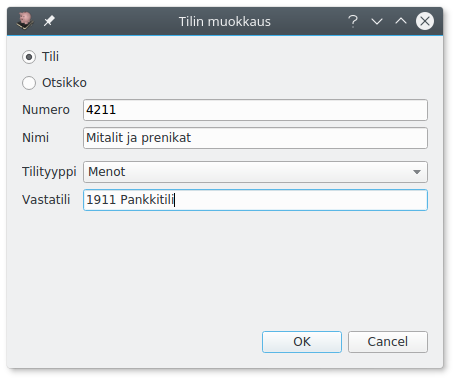 Tilin muokkaus
Tili
Otsikko
Numero 4211
Nimi Mitalit ja prenikat
Tilityyppi Menot
Vastatili 1911 Pankkitili
OK Cancel